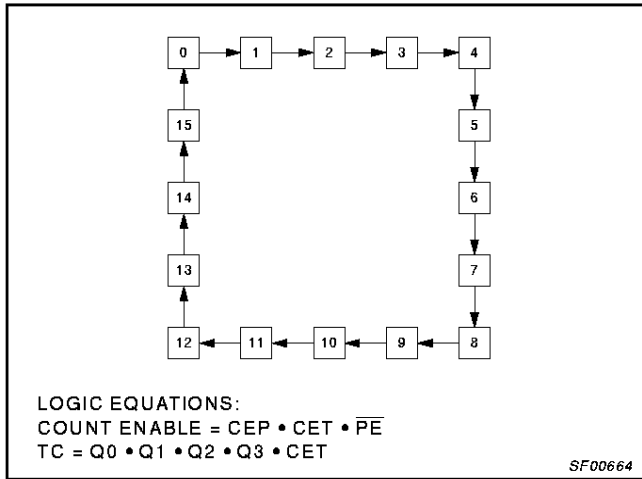 0 1 2 3 4
15 5
14 6
13 7
12 11 10 9 8
LOGIC EQUATIONS:
COUNT ENABLE = CEP • CET • P̅E̅
TC = Q0 • Q1 • Q2 • Q3 • CET
SF00664